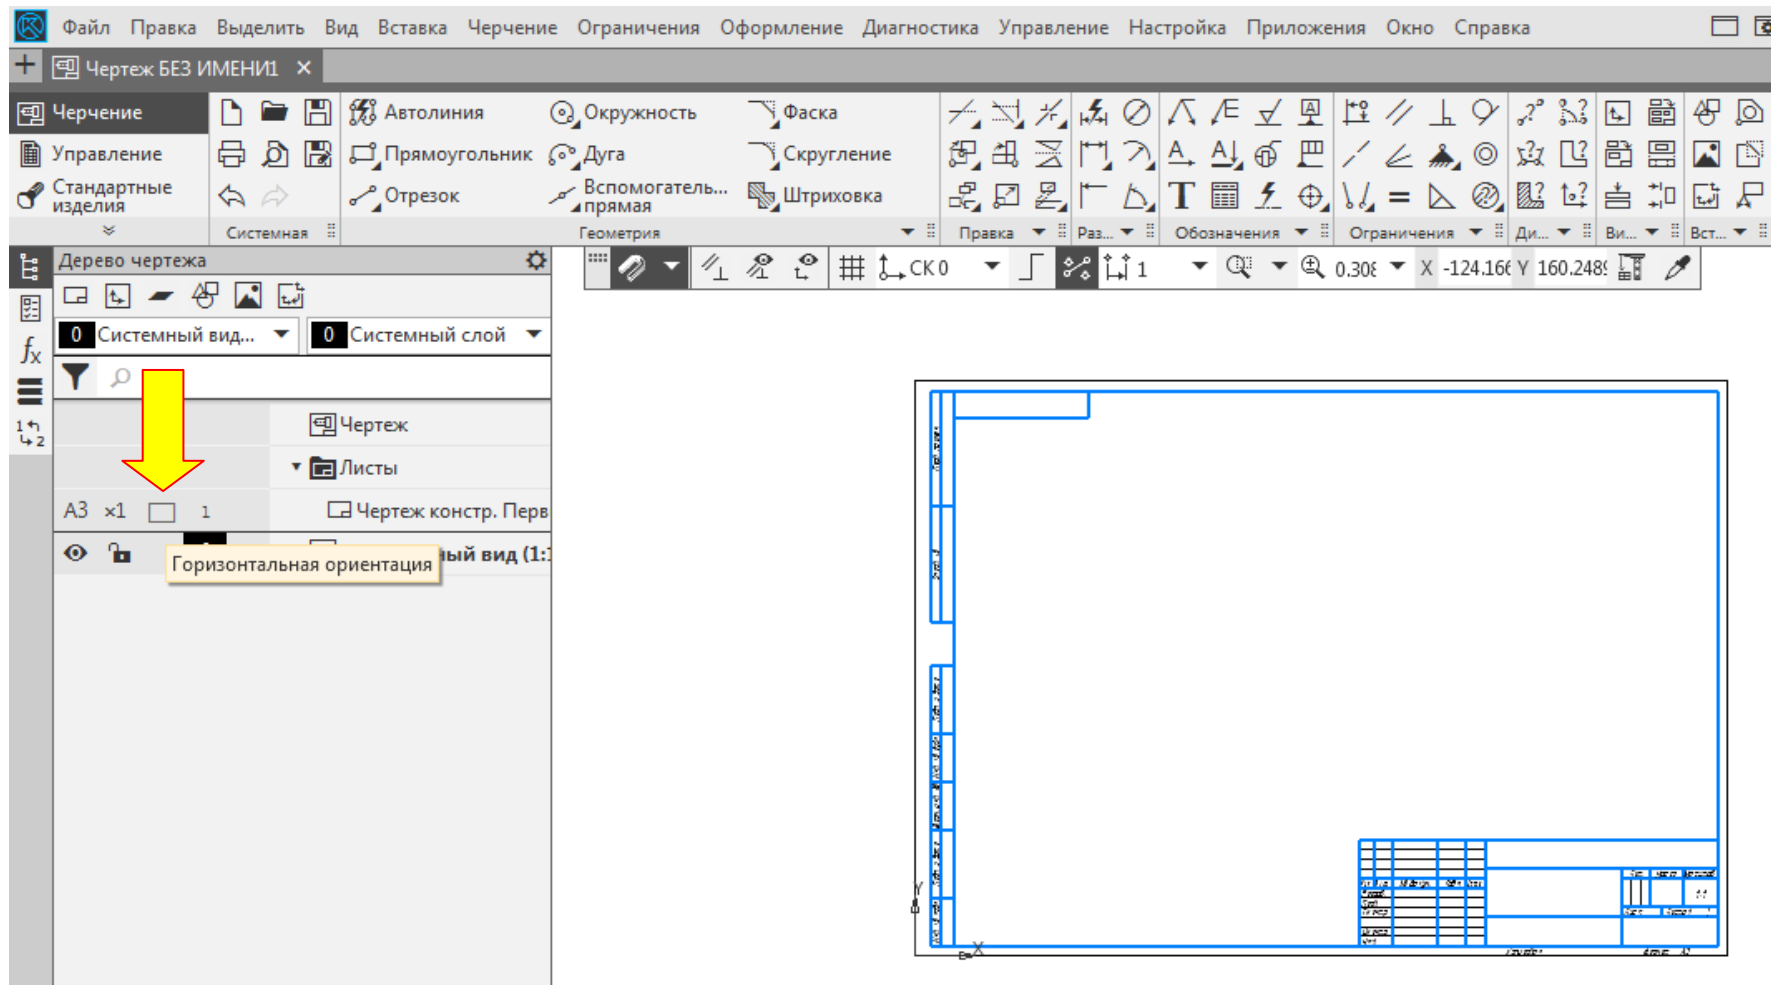 Файл Правка Выделить Вид Вставка Черчение Ограничения Оформление Диагностика Управление Настройка Приложения Окно Справка
+ Чертеж БЕЗ ИМЕНИ1 ×
Черчение Автолиния Окружность Фаска
Управление Прямоугольник Дуга Скругление
Стандартные изделия Отрезок Вспомогатель... прямая Штриховка
Системная Геометрия Правка Раз... Обозначения Ограничения Ди... Ви... Вст...
Дерево чертежа
СК 0 1 0.308 X -124.166 Y 160.2489
0 Системный вид... 0 Системный слой
Чертеж
Листы
A3 ×1 1 Чертеж констр. Перв
ный вид (1:1
Горизонтальная ориентация
Y
X